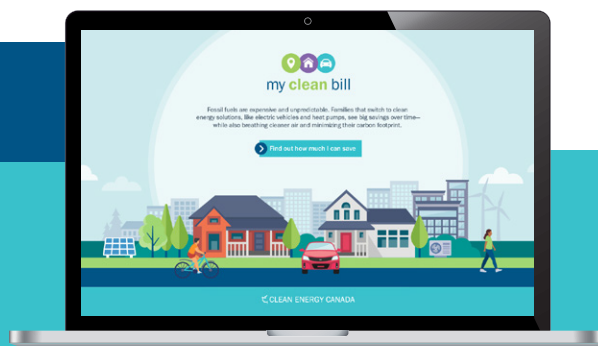 my clean bill
Fossil fuels are expensive and unpredictable. Families that switch to clean
energy solutions, like electric vehicles and heat pumps, see big savings over time—
while also breathing cleaner air and minimizing their carbon footprint.
Find out how much I can save
CLEAN ENERGY CANADA